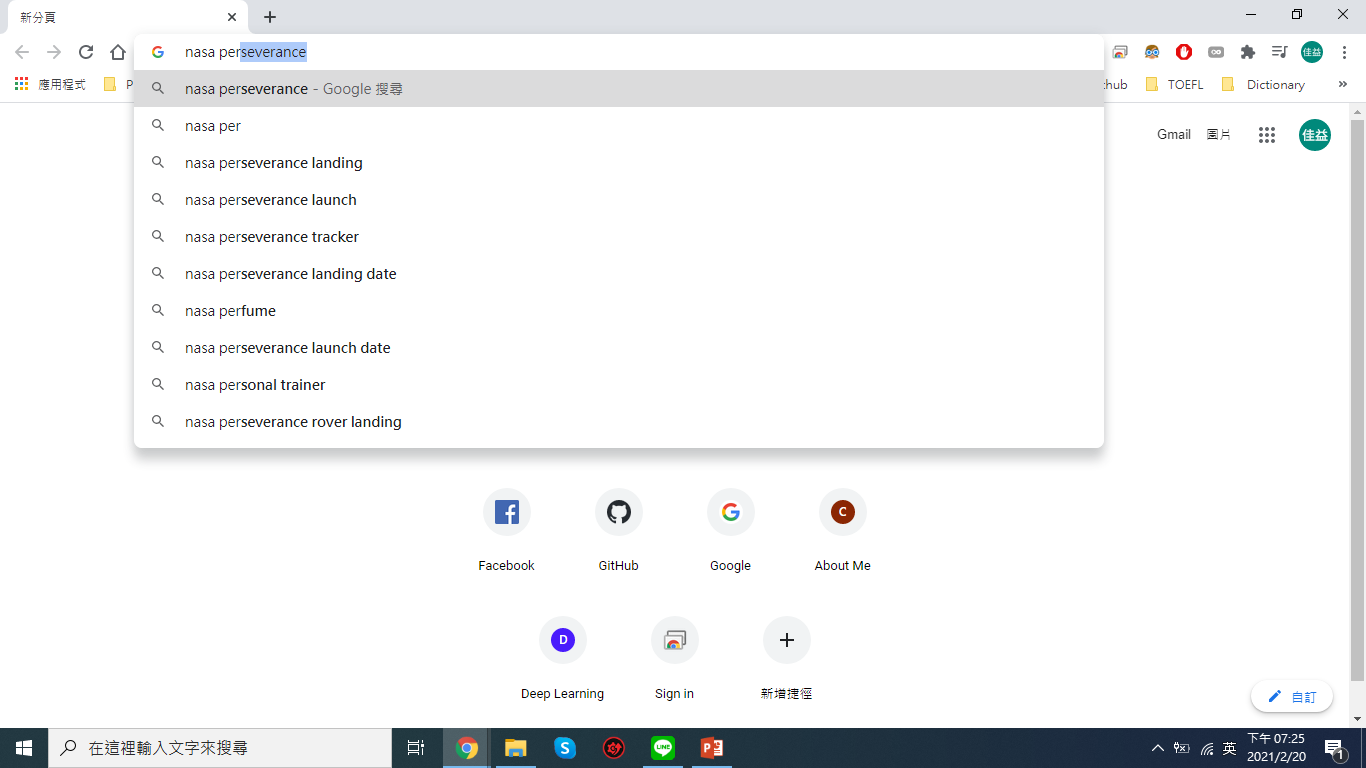 新分頁
nasa perseverance
應用程式
P
hub
TOEFL
Dictionary
»
佳益
nasa perseverance - Google 搜尋
nasa per
nasa perseverance landing
nasa perseverance launch
nasa perseverance tracker
nasa perseverance landing date
nasa perfume
nasa perseverance launch date
nasa personal trainer
nasa perseverance rover landing
Gmail
圖片
佳益
Facebook
GitHub
Google
C
About Me
D
Deep Learning
Sign in
新增捷徑
自訂
在這裡輸入文字來搜尋
英
下午 07:25
2021/2/20
1